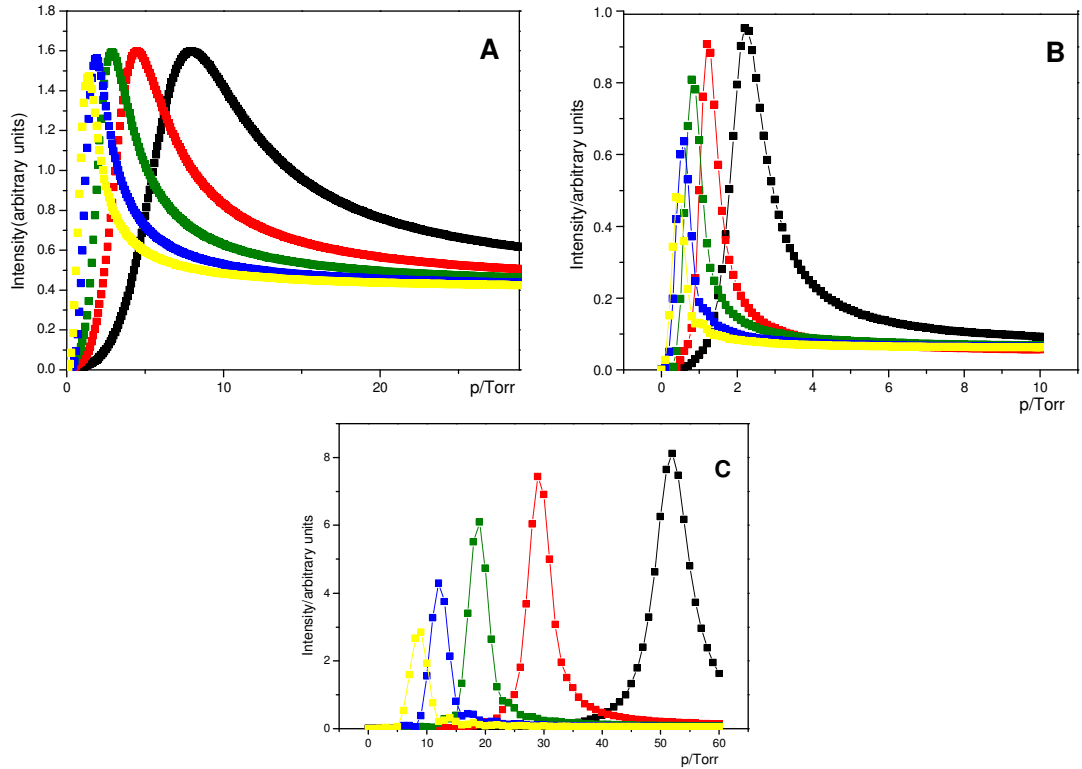 A
Intensity(arbitrary units)
1.8
1.6
1.4
1.2
1.0
0.8
0.6
0.4
0.2
0.0
0 10 20
p/Torr
B
Intensity/arbitrary units
1.0
0.8
0.6
0.4
0.2
0.0
0 2 4 6 8 10
p/Torr
C
Intensity/arbitrary units
8
6
4
2
0
0 10 20 30 40 50 60
p/Torr